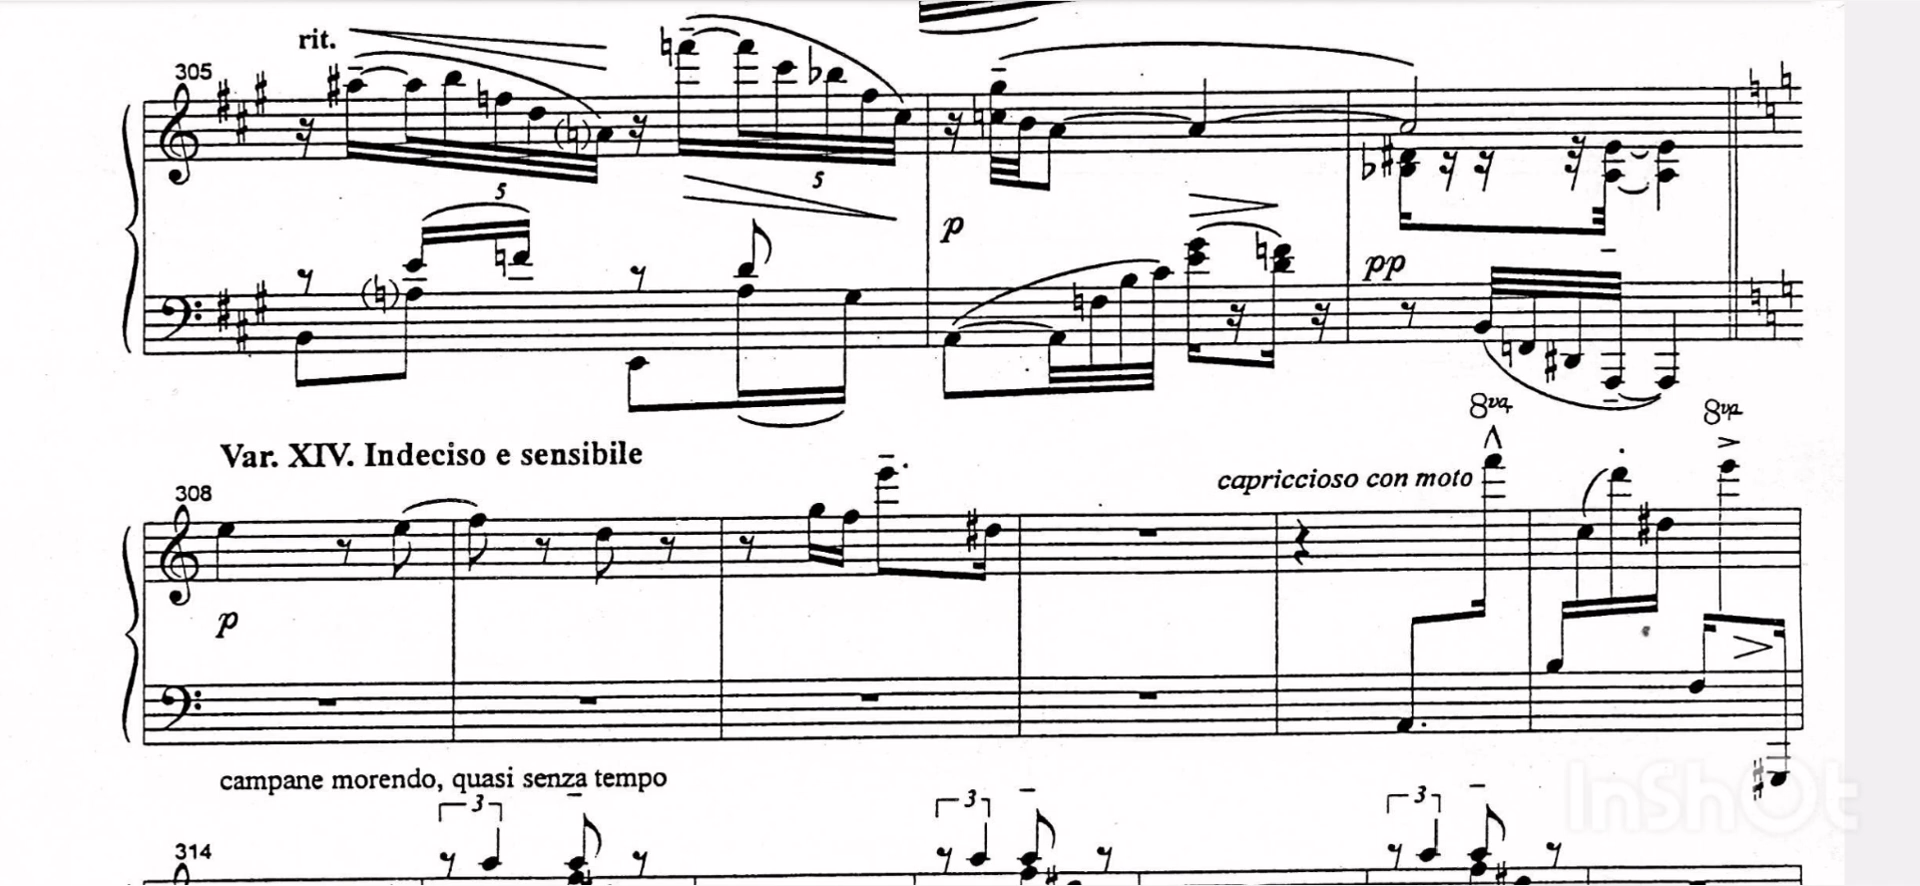 rit.
305
5
5
5
p
pp
8va
8va
Var. XIV. Indeciso e sensibile
capriccioso con moto
308
p
campane morendo, quasi senza tempo
3
3
3
314
InShOt